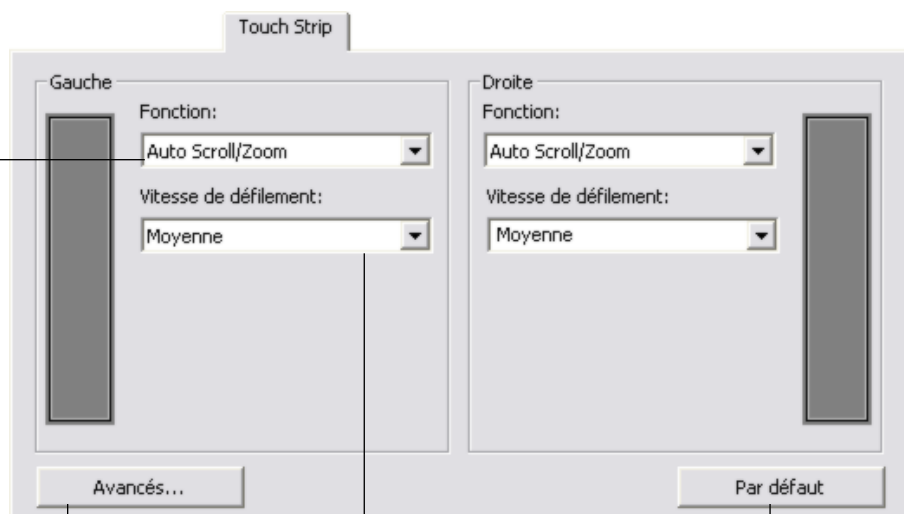 Touch Strip
Gauche
Fonction:
Auto Scroll/Zoom
Vitesse de défilement:
Moyenne
Droite
Fonction:
Auto Scroll/Zoom
Vitesse de défilement:
Moyenne
Avancés...
Par défaut